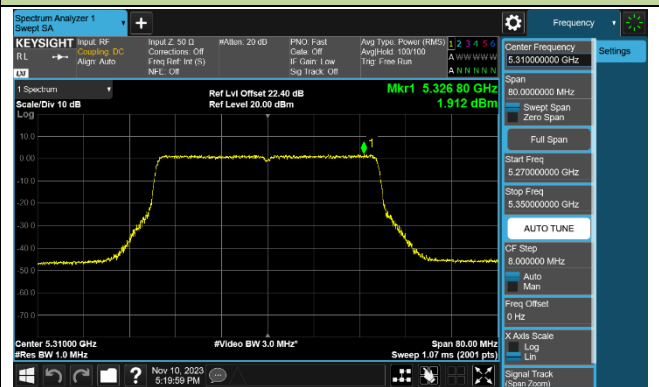 Spectrum Analyzer 1
Swept SA
Frequency
KEYSIGHT
RL
LXI
Input: RF
Coupling: DC
Align: Auto
Input Z: 50 Ω
Corrections: Off
Freq Ref: Int (S)
NFE: Off
#Atten: 20 dB
PNO: Fast
Gate: Off
IF Gain: Low
Sig Track: Off
Avg Type: Power (RMS)
Avg|Hold: 100/100
Trig: Free Run
1 2 3 4 5 6
A W W W W W
A N N N N N
1 Spectrum
Scale/Div 10 dB
Log
Ref Lvl Offset 22.40 dB
Ref Level 20.00 dBm
Mkr1 5.326 80 GHz
1.912 dBm
1
10.0
0.00
-10.0
-20.0
-30.0
-40.0
-50.0
-60.0
-70.0
Center 5.31000 GHz
#Res BW 1.0 MHz
#Video BW 3.0 MHz*
Span 80.00 MHz
Sweep 1.07 ms (2001 pts)
Nov 10, 2023
5:19:59 PM
Center Frequency
5.310000000 GHz
Settings
Span
80.0000000 MHz
Swept Span
Zero Span
Full Span
Start Freq
5.270000000 GHz
Stop Freq
5.350000000 GHz
AUTO TUNE
CF Step
8.000000 MHz
Auto
Man
Freq Offset
0 Hz
X Axis Scale
Log
Lin
Signal Track
(Span Zoom)